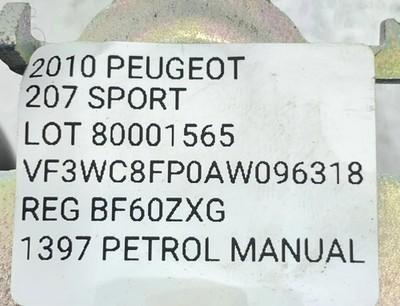 2010 PEUGEOT
207 SPORT
LOT 80001565
VF3WC8FP0AW096318
REG BF60ZXG
1397 PETROL MANUAL